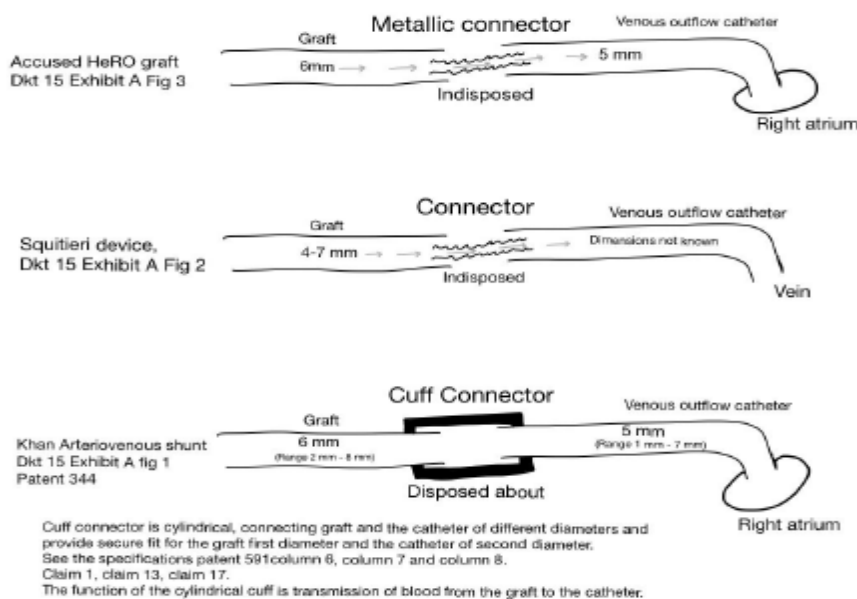 Metallic connector
Graft
Venous outflow catheter
Accused HeRO graft
Dkt 15 Exhibit A Fig 3
6mm
5 mm
Indisposed
Right atrium
Connector
Graft
Venous outflow catheter
Squitieri device,
Dkt 15 Exhibit A Fig 2
4-7 mm
Dimensions not known
Indisposed
Vein
Cuff Connector
Graft
Venous outflow catheter
Khan Arteriovenous shunt
Dkt 15 Exhibit A fig 1
Patent 344
6 mm
(Range 2 mm - 8 mm)
5 mm
(Range 1 mm - 7 mm)
Disposed about
Right atrium
Cuff connector is cylindrical, connecting graft and the catheter of different diameters and
provide secure fit for the graft first diameter and the catheter of second diameter.
See the specifications patent 591column 6, column 7 and column 8.
Claim 1, claim 13, claim 17.
The function of the cylindrical cuff is transmission of blood from the graft to the catheter.